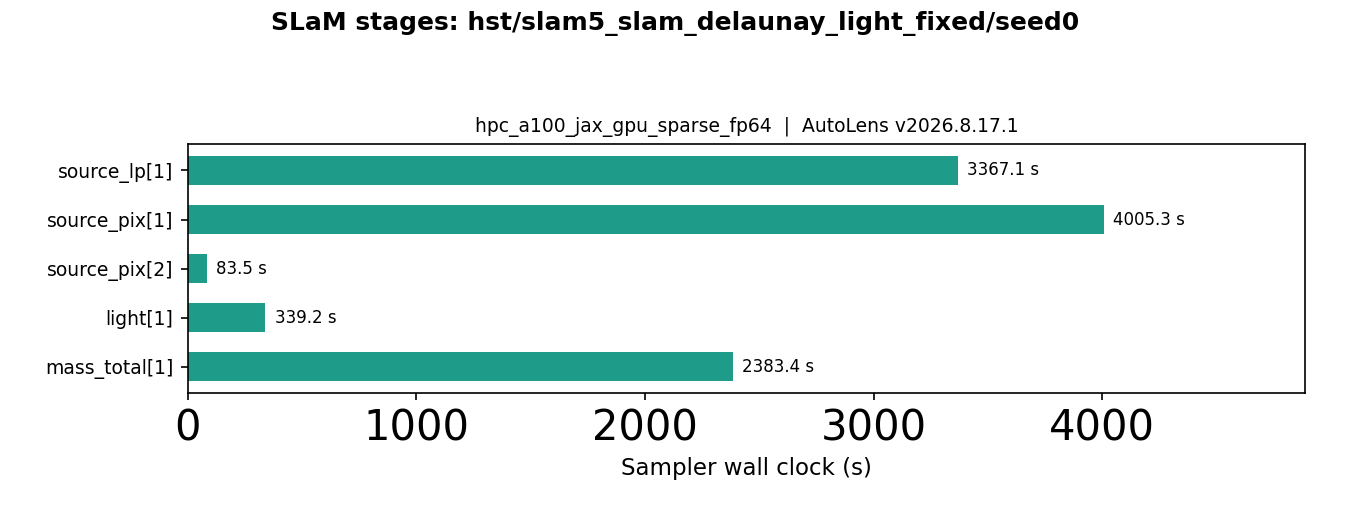 SLaM stages: hst/slam5_slam_delaunay_light_fixed/seed0
hpc_a100_jax_gpu_sparse_fp64 | AutoLens v2026.8.17.1
source_lp[1] 3367.1 s
source_pix[1] 4005.3 s
source_pix[2] 83.5 s
light[1] 339.2 s
mass_total[1] 2383.4 s
0 1000 2000 3000 4000
Sampler wall clock (s)